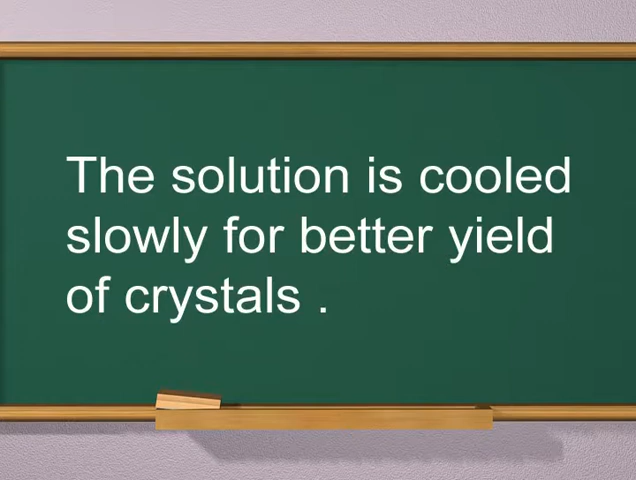 The solution is cooled
slowly for better yield
of crystals .